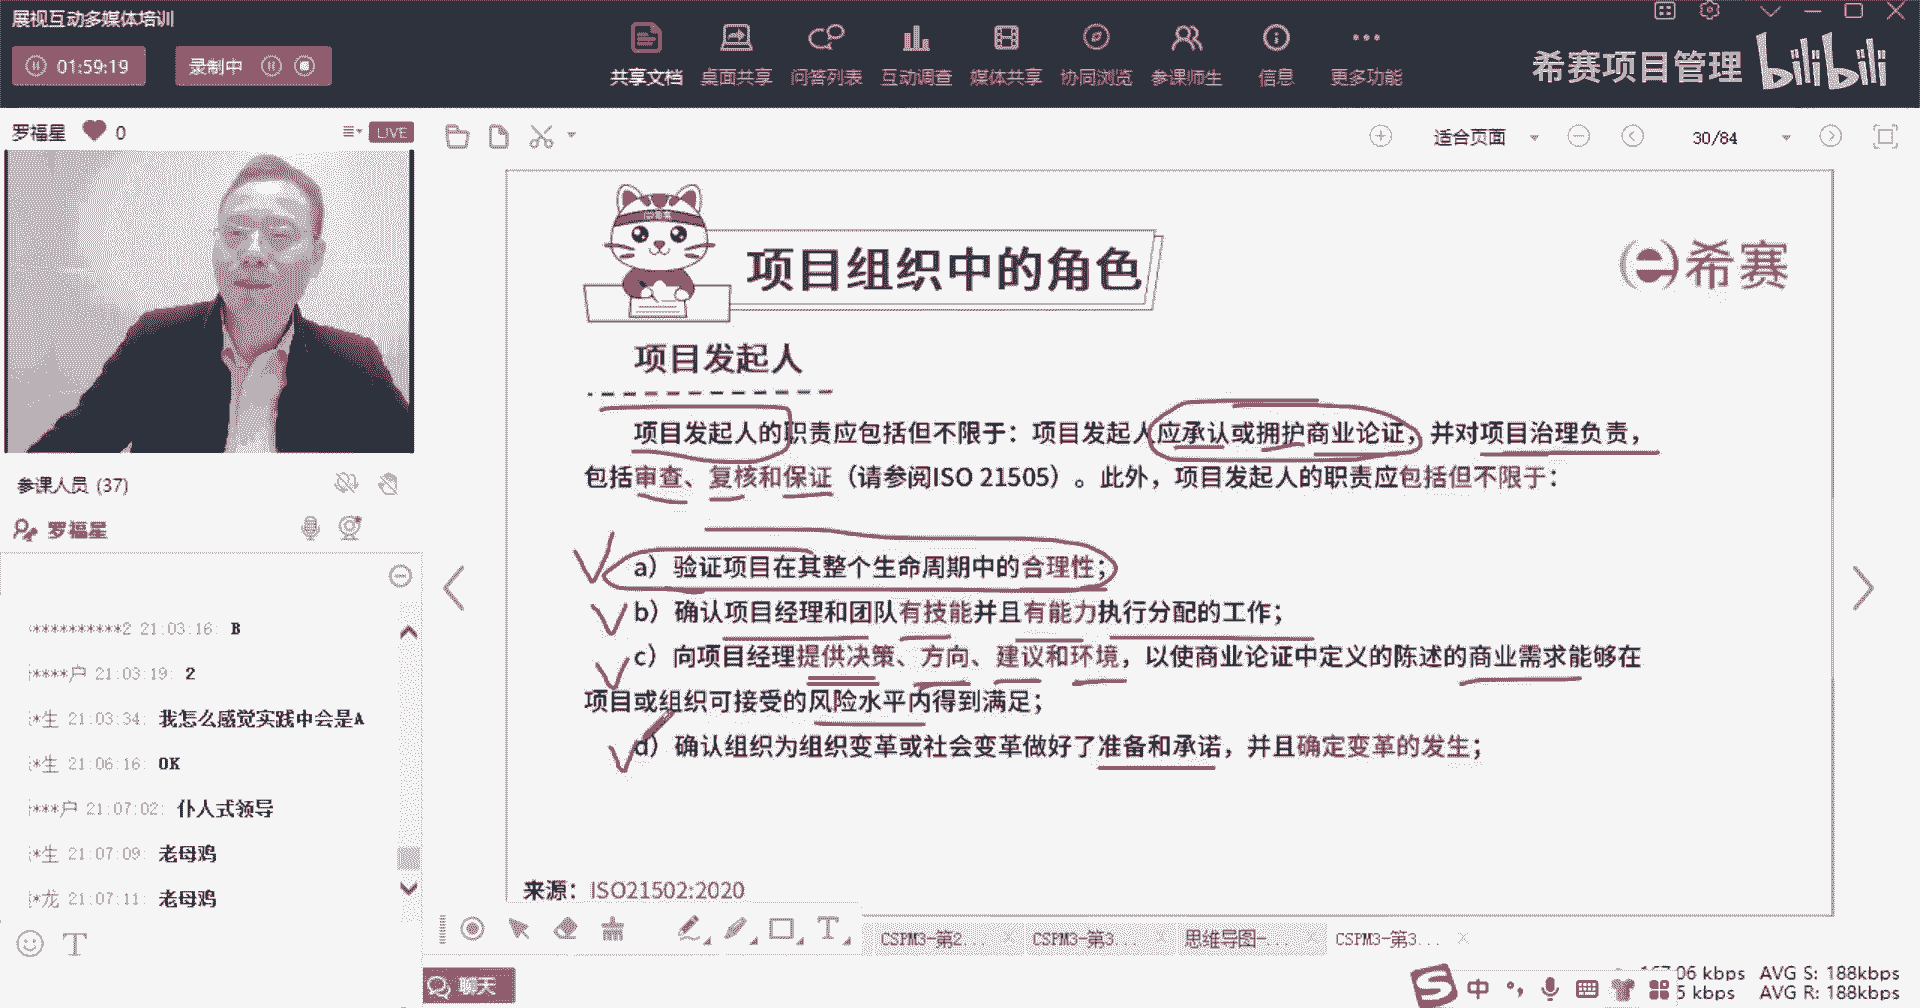 展视互动多媒体培训
01:59:19
录制中
共享文档 桌面共享 问答列表 互动调查 媒体共享 协同浏览 参课师生 信息 更多功能
希赛项目管理 bilibili
罗福星 0 LIVE
适合页面 30/84
参课人员 (37)
罗福星
**********2 21:03:16: B
****户 21:03:19: 2
*生 21:03:34: 我怎么感觉实践中会是A
*生 21:06:16: OK
***户 21:07:02: 仆人式领导
*生 21:07:09: 老母鸡
*龙 21:07:11: 老母鸡
项目组织中的角色
希赛
项目发起人
项目发起人的职责应包括但不限于：项目发起人应承认或拥护商业论证，并对项目治理负责，
包括审查、复核和保证（请参阅ISO 21505）。此外，项目发起人的职责应包括但不限于：
a）验证项目在其整个生命周期中的合理性；
b）确认项目经理和团队有技能并且有能力执行分配的工作；
c）向项目经理提供决策、方向、建议和环境，以使商业论证中定义的陈述的商业需求能够在
项目或组织可接受的风险水平内得到满足；
d）确认组织为组织变革或社会变革做好了准备和承诺，并且确定变革的发生；
来源：ISO21502:2020
CSPM3-第2... CSPM3-第3... 思维导图-... CSPM3-第3...
聊天
中
kbps AVG S: 188kbps
kbps AVG R: 188kbps